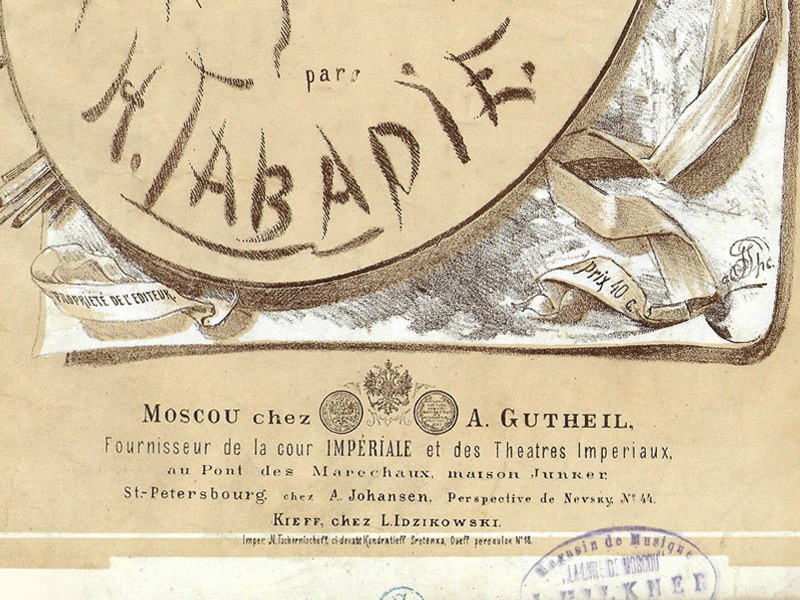 par
A. LABADIE.
PROPRIÉTÉ DE L'EDITEUR.
prix 40 c.
MOSCOU chez A. GUTHEIL,
Fournisseur de la cour IMPÉRIALE et des Theatres Imperiaux,
au Pont des Marechaux, maison Junker
St.-Petersbourg, chez A. Johansen, Perspective de Nevsky, № 44.
KIEFF, chez L. IDZIKOWSKI.
Magasin de Musique